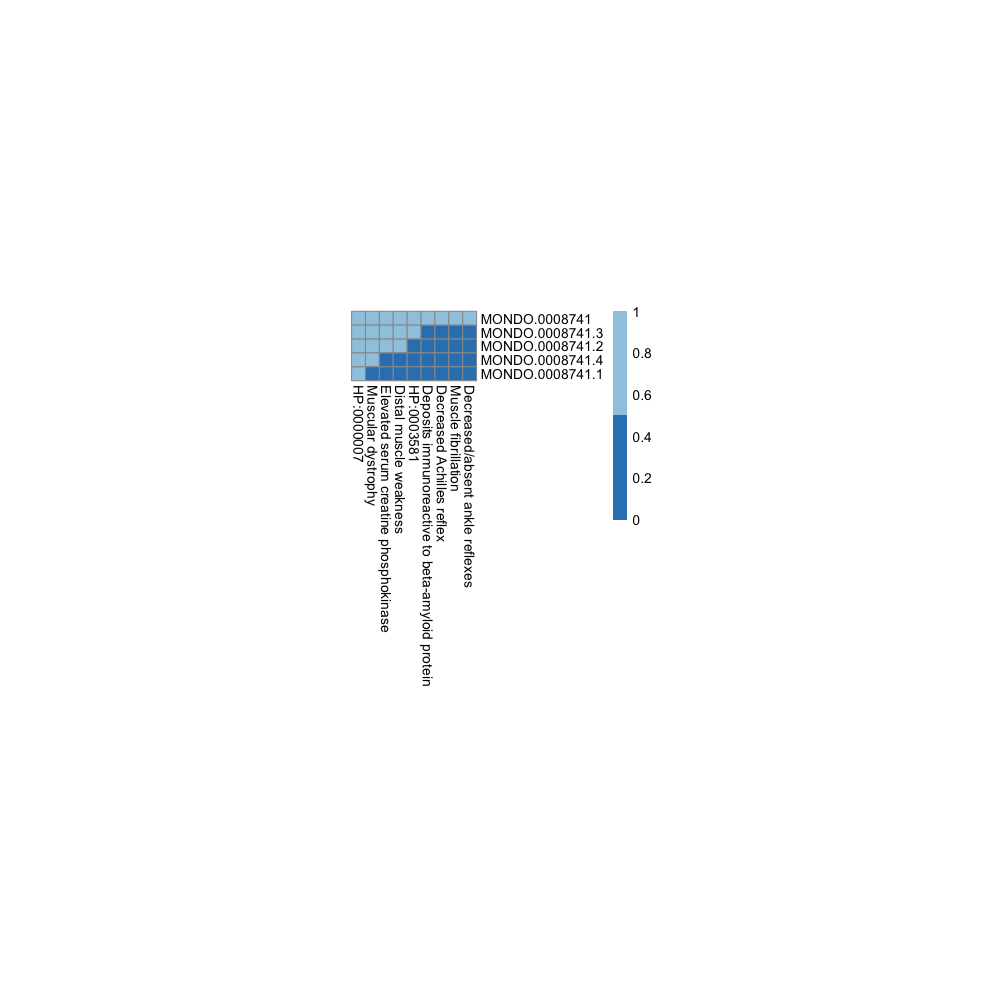 MONDO.0008741
MONDO.0008741.3
MONDO.0008741.2
MONDO.0008741.4
MONDO.0008741.1
HP:0000007
Muscular dystrophy
Elevated serum creatine phosphokinase
Distal muscle weakness
HP:0003581
Deposits immunoreactive to beta-amyloid protein
Decreased Achilles reflex
Muscle fibrillation
Decreased/absent ankle reflexes
1
0.8
0.6
0.4
0.2
0